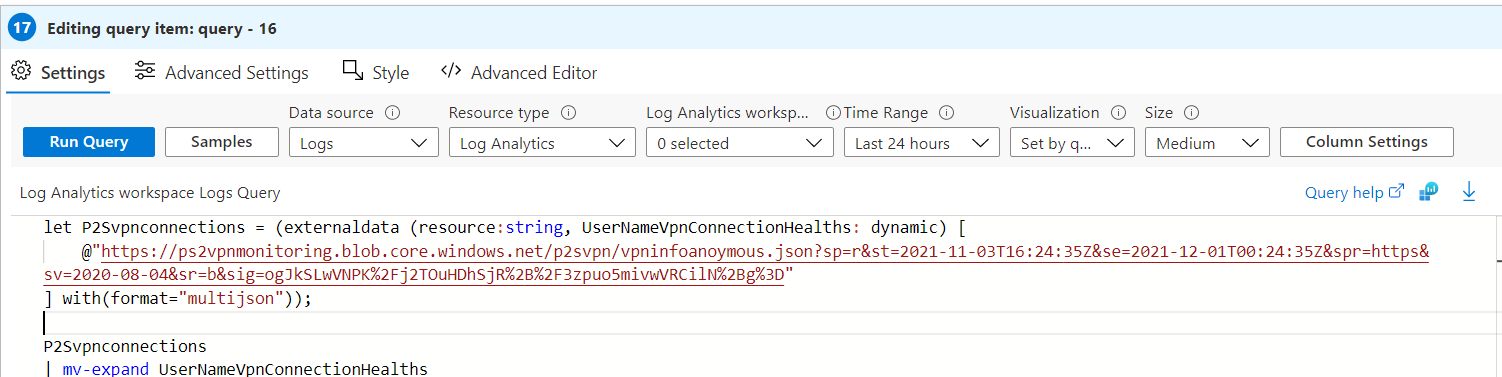 17 Editing query item: query - 16
Settings Advanced Settings Style </> Advanced Editor
Data source Resource type Log Analytics worksp... Time Range Visualization Size
Run Query Samples Logs Log Analytics 0 selected Last 24 hours Set by q... Medium Column Settings
Log Analytics workspace Logs Query Query help
let P2Svpnconnections = (externaldata (resource:string, UserNameVpnConnectionHealths: dynamic) [
@"https://ps2vpnmonitoring.blob.core.windows.net/p2svpn/vpninfoanoymous.json?sp=r&st=2021-11-03T16:24:35Z&se=2021-12-01T00:24:35Z&spr=https&
sv=2020-08-04&sr=b&sig=ogJkSLwVNPK%2Fj2TOuHDhSjR%2B%2F3zpuo5mivwVRCilN%2Bg%3D"
] with(format="multijson"));
P2Svpnconnections
| mv-expand UserNameVpnConnectionHealths